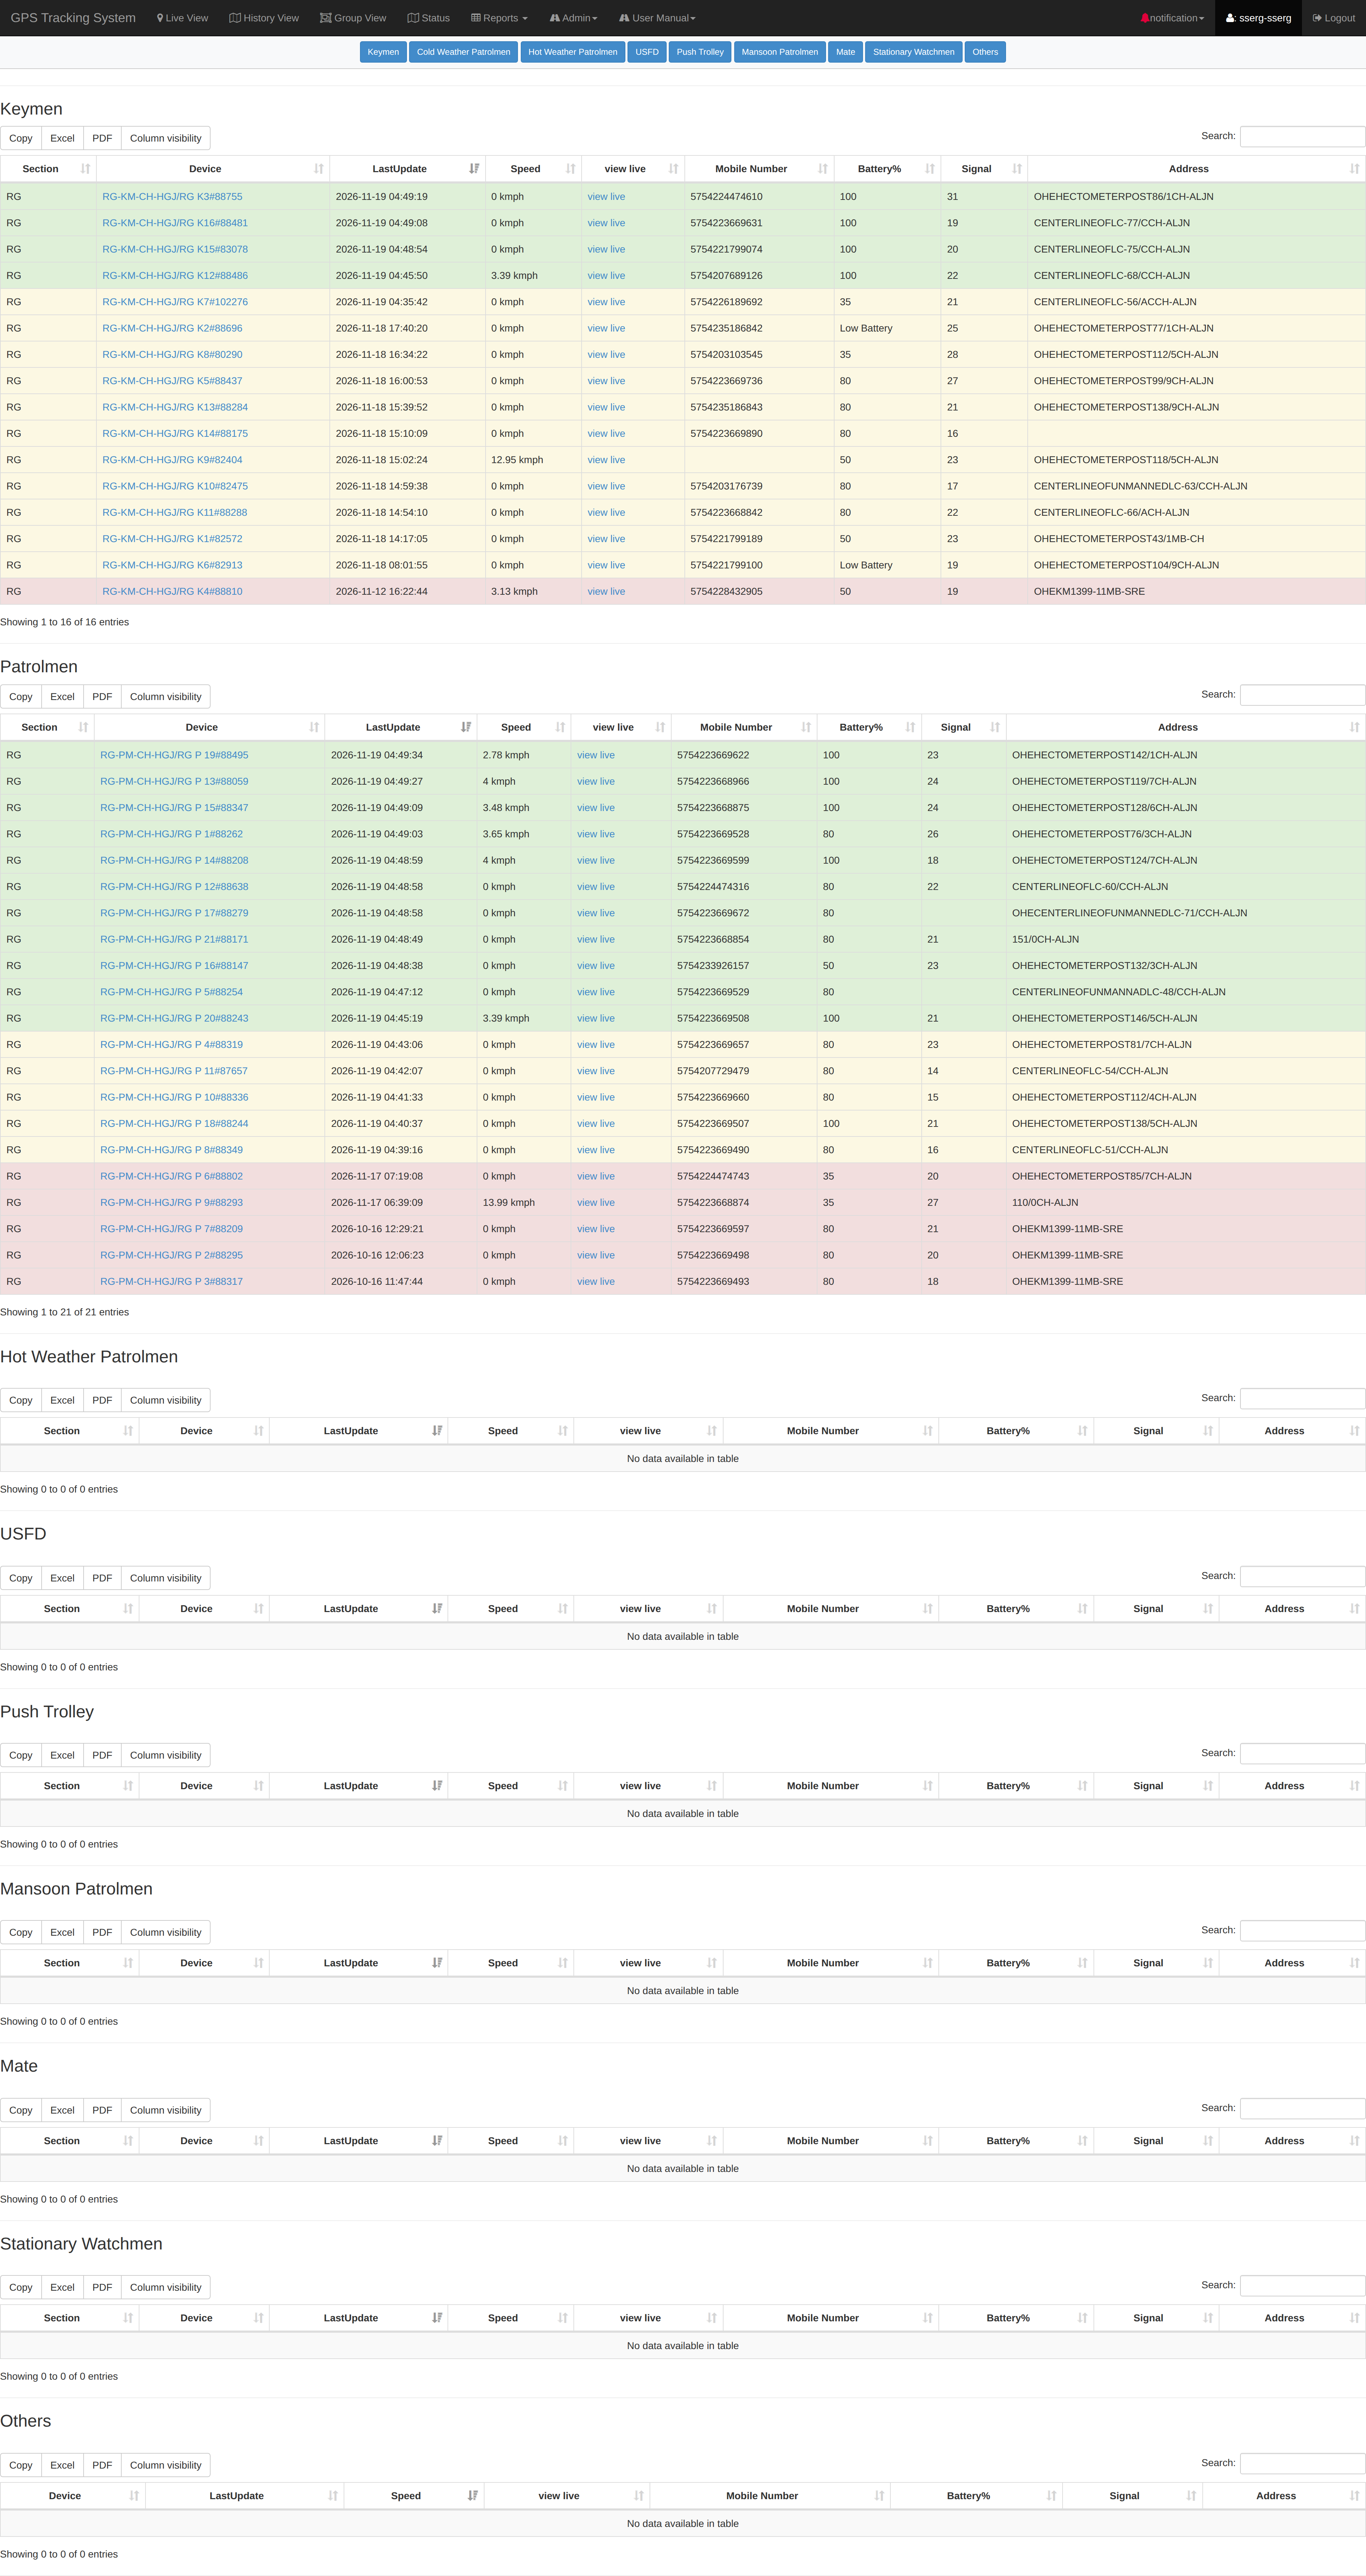 GPS Tracking System Live View History View Group View Status Reports Admin User Manual notification : sserg-sserg Logout
Keymen Cold Weather Patrolmen Hot Weather Patrolmen USFD Push Trolley Mansoon Patrolmen Mate Stationary Watchmen Others
Keymen
Copy Excel PDF Column visibility Search:
Section Device LastUpdate Speed view live Mobile Number Battery% Signal Address
RG RG-KM-CH-HGJ/RG K3#88755 2026-11-19 04:49:19 0 kmph view live 5754224474610 100 31 OHEHECTOMETERPOST86/1CH-ALJN
RG RG-KM-CH-HGJ/RG K16#88481 2026-11-19 04:49:08 0 kmph view live 5754223669631 100 19 CENTERLINEOFLC-77/CCH-ALJN
RG RG-KM-CH-HGJ/RG K15#83078 2026-11-19 04:48:54 0 kmph view live 5754221799074 100 20 CENTERLINEOFLC-75/CCH-ALJN
RG RG-KM-CH-HGJ/RG K12#88486 2026-11-19 04:45:50 3.39 kmph view live 5754207689126 100 22 CENTERLINEOFLC-68/CCH-ALJN
RG RG-KM-CH-HGJ/RG K7#102276 2026-11-19 04:35:42 0 kmph view live 5754226189692 35 21 CENTERLINEOFLC-56/ACCH-ALJN
RG RG-KM-CH-HGJ/RG K2#88696 2026-11-18 17:40:20 0 kmph view live 5754235186842 Low Battery 25 OHEHECTOMETERPOST77/1CH-ALJN
RG RG-KM-CH-HGJ/RG K8#80290 2026-11-18 16:34:22 0 kmph view live 5754203103545 35 28 OHEHECTOMETERPOST112/5CH-ALJN
RG RG-KM-CH-HGJ/RG K5#88437 2026-11-18 16:00:53 0 kmph view live 5754223669736 80 27 OHEHECTOMETERPOST99/9CH-ALJN
RG RG-KM-CH-HGJ/RG K13#88284 2026-11-18 15:39:52 0 kmph view live 5754235186843 80 21 OHEHECTOMETERPOST138/9CH-ALJN
RG RG-KM-CH-HGJ/RG K14#88175 2026-11-18 15:10:09 0 kmph view live 5754223669890 80 16
RG RG-KM-CH-HGJ/RG K9#82404 2026-11-18 15:02:24 12.95 kmph view live 50 23 OHEHECTOMETERPOST118/5CH-ALJN
RG RG-KM-CH-HGJ/RG K10#82475 2026-11-18 14:59:38 0 kmph view live 5754203176739 80 17 CENTERLINEOFUNMANNEDLC-63/CCH-ALJN
RG RG-KM-CH-HGJ/RG K11#88288 2026-11-18 14:54:10 0 kmph view live 5754223668842 80 22 CENTERLINEOFLC-66/ACH-ALJN
RG RG-KM-CH-HGJ/RG K1#82572 2026-11-18 14:17:05 0 kmph view live 5754221799189 50 23 OHEHECTOMETERPOST43/1MB-CH
RG RG-KM-CH-HGJ/RG K6#82913 2026-11-18 08:01:55 0 kmph view live 5754221799100 Low Battery 19 OHEHECTOMETERPOST104/9CH-ALJN
RG RG-KM-CH-HGJ/RG K4#88810 2026-11-12 16:22:44 3.13 kmph view live 5754228432905 50 19 OHEKM1399-11MB-SRE
Showing 1 to 16 of 16 entries
Patrolmen
Copy Excel PDF Column visibility Search:
Section Device LastUpdate Speed view live Mobile Number Battery% Signal Address
RG RG-PM-CH-HGJ/RG P 19#88495 2026-11-19 04:49:34 2.78 kmph view live 5754223669622 100 23 OHEHECTOMETERPOST142/1CH-ALJN
RG RG-PM-CH-HGJ/RG P 13#88059 2026-11-19 04:49:27 4 kmph view live 5754223668966 100 24 OHEHECTOMETERPOST119/7CH-ALJN
RG RG-PM-CH-HGJ/RG P 15#88347 2026-11-19 04:49:09 3.48 kmph view live 5754223668875 100 24 OHEHECTOMETERPOST128/6CH-ALJN
RG RG-PM-CH-HGJ/RG P 1#88262 2026-11-19 04:49:03 3.65 kmph view live 5754223669528 80 26 OHEHECTOMETERPOST76/3CH-ALJN
RG RG-PM-CH-HGJ/RG P 14#88208 2026-11-19 04:48:59 4 kmph view live 5754223669599 100 18 OHEHECTOMETERPOST124/7CH-ALJN
RG RG-PM-CH-HGJ/RG P 12#88638 2026-11-19 04:48:58 0 kmph view live 5754224474316 80 22 CENTERLINEOFLC-60/CCH-ALJN
RG RG-PM-CH-HGJ/RG P 17#88279 2026-11-19 04:48:58 0 kmph view live 5754223669672 80 OHECENTERLINEOFUNMANNEDLC-71/CCH-ALJN
RG RG-PM-CH-HGJ/RG P 21#88171 2026-11-19 04:48:49 0 kmph view live 5754223668854 80 21 151/0CH-ALJN
RG RG-PM-CH-HGJ/RG P 16#88147 2026-11-19 04:48:38 0 kmph view live 5754233926157 50 23 OHEHECTOMETERPOST132/3CH-ALJN
RG RG-PM-CH-HGJ/RG P 5#88254 2026-11-19 04:47:12 0 kmph view live 5754223669529 80 CENTERLINEOFUNMANNADLC-48/CCH-ALJN
RG RG-PM-CH-HGJ/RG P 20#88243 2026-11-19 04:45:19 3.39 kmph view live 5754223669508 100 21 OHEHECTOMETERPOST146/5CH-ALJN
RG RG-PM-CH-HGJ/RG P 4#88319 2026-11-19 04:43:06 0 kmph view live 5754223669657 80 23 OHEHECTOMETERPOST81/7CH-ALJN
RG RG-PM-CH-HGJ/RG P 11#87657 2026-11-19 04:42:07 0 kmph view live 5754207729479 80 14 CENTERLINEOFLC-54/CCH-ALJN
RG RG-PM-CH-HGJ/RG P 10#88336 2026-11-19 04:41:33 0 kmph view live 5754223669660 80 15 OHEHECTOMETERPOST112/4CH-ALJN
RG RG-PM-CH-HGJ/RG P 18#88244 2026-11-19 04:40:37 0 kmph view live 5754223669507 100 21 OHEHECTOMETERPOST138/5CH-ALJN
RG RG-PM-CH-HGJ/RG P 8#88349 2026-11-19 04:39:16 0 kmph view live 5754223669490 80 16 CENTERLINEOFLC-51/CCH-ALJN
RG RG-PM-CH-HGJ/RG P 6#88802 2026-11-17 07:19:08 0 kmph view live 5754224474743 35 20 OHEHECTOMETERPOST85/7CH-ALJN
RG RG-PM-CH-HGJ/RG P 9#88293 2026-11-17 06:39:09 13.99 kmph view live 5754223668874 35 27 110/0CH-ALJN
RG RG-PM-CH-HGJ/RG P 7#88209 2026-10-16 12:29:21 0 kmph view live 5754223669597 80 21 OHEKM1399-11MB-SRE
RG RG-PM-CH-HGJ/RG P 2#88295 2026-10-16 12:06:23 0 kmph view live 5754223669498 80 20 OHEKM1399-11MB-SRE
RG RG-PM-CH-HGJ/RG P 3#88317 2026-10-16 11:47:44 0 kmph view live 5754223669493 80 18 OHEKM1399-11MB-SRE
Showing 1 to 21 of 21 entries
Hot Weather Patrolmen
Copy Excel PDF Column visibility Search:
Section Device LastUpdate Speed view live Mobile Number Battery% Signal Address
No data available in table
Showing 0 to 0 of 0 entries
USFD
Copy Excel PDF Column visibility Search:
Section Device LastUpdate Speed view live Mobile Number Battery% Signal Address
No data available in table
Showing 0 to 0 of 0 entries
Push Trolley
Copy Excel PDF Column visibility Search:
Section Device LastUpdate Speed view live Mobile Number Battery% Signal Address
No data available in table
Showing 0 to 0 of 0 entries
Mansoon Patrolmen
Copy Excel PDF Column visibility Search:
Section Device LastUpdate Speed view live Mobile Number Battery% Signal Address
No data available in table
Showing 0 to 0 of 0 entries
Mate
Copy Excel PDF Column visibility Search:
Section Device LastUpdate Speed view live Mobile Number Battery% Signal Address
No data available in table
Showing 0 to 0 of 0 entries
Stationary Watchmen
Copy Excel PDF Column visibility Search:
Section Device LastUpdate Speed view live Mobile Number Battery% Signal Address
No data available in table
Showing 0 to 0 of 0 entries
Others
Copy Excel PDF Column visibility Search:
Device LastUpdate Speed view live Mobile Number Battery% Signal Address
No data available in table
Showing 0 to 0 of 0 entries